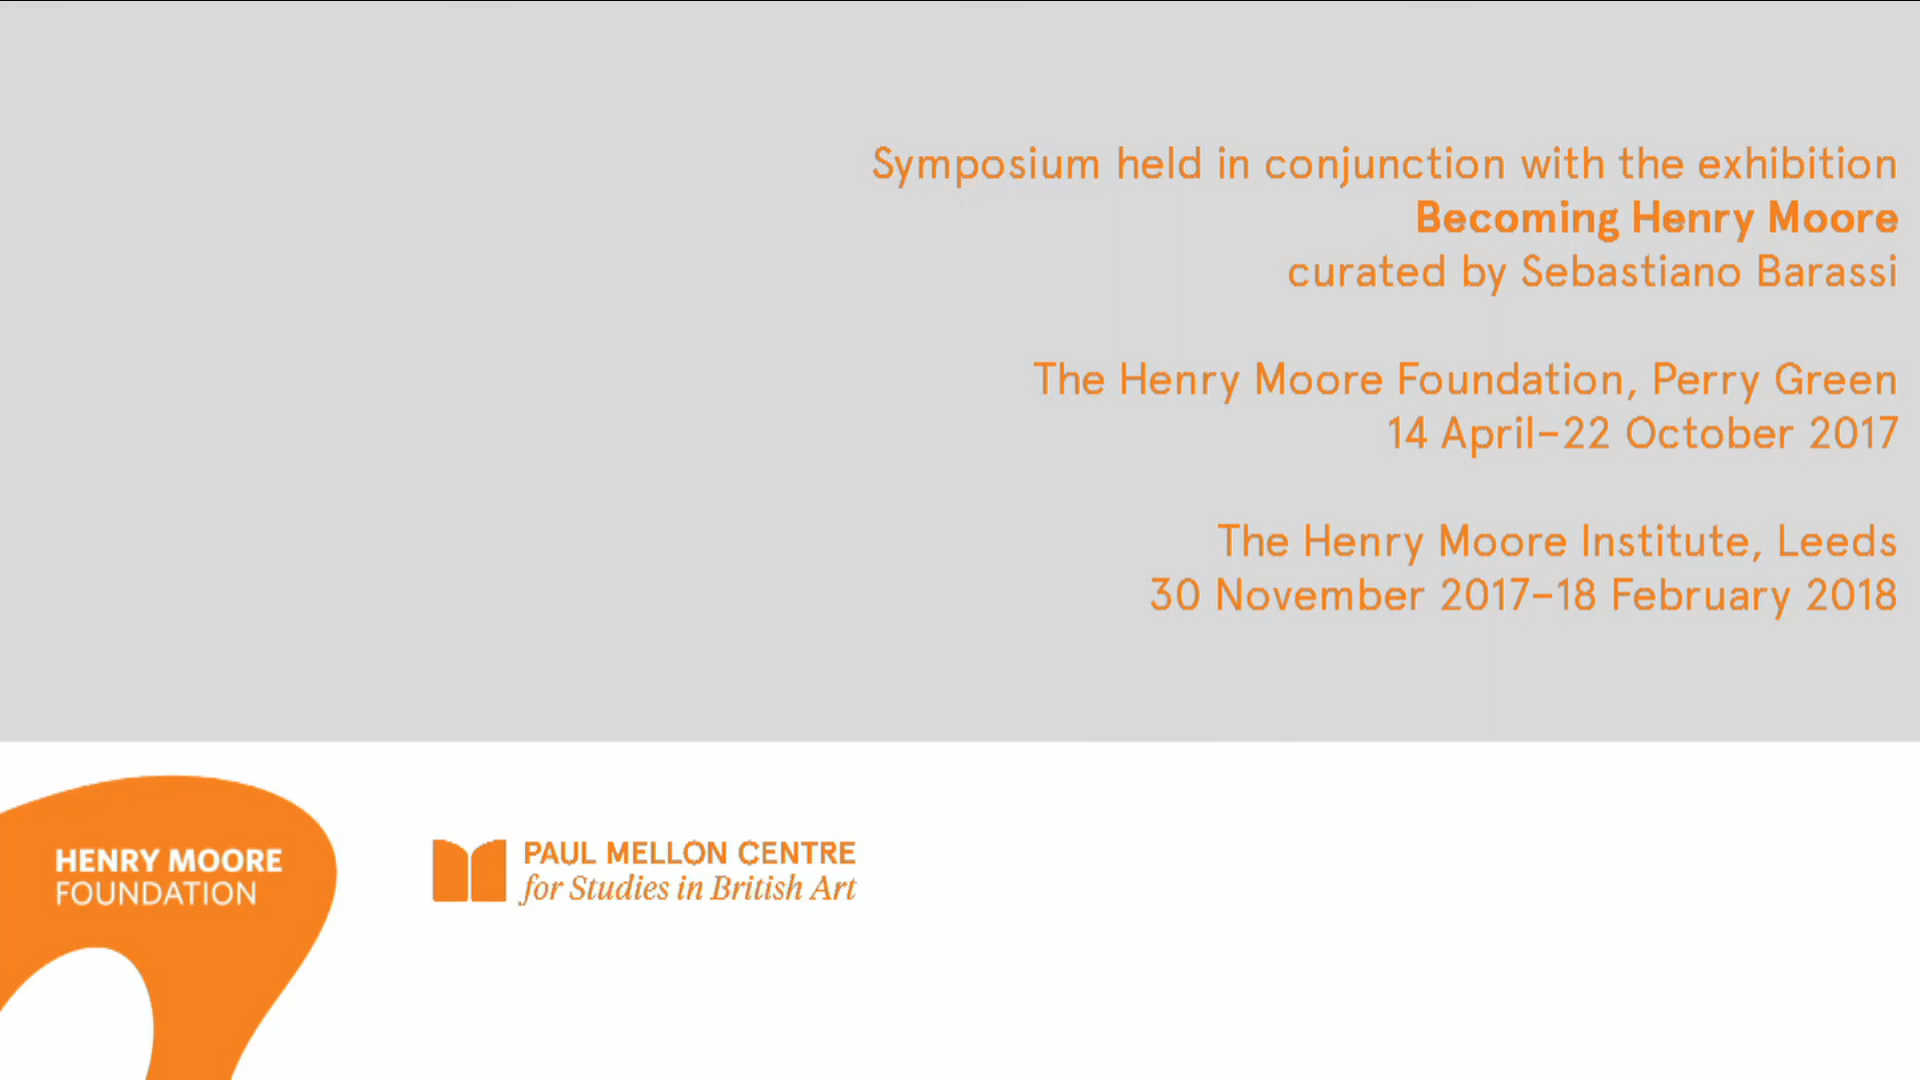 Symposium held in conjunction with the exhibition
Becoming Henry Moore
curated by Sebastiano Barassi
The Henry Moore Foundation, Perry Green
14 April–22 October 2017
The Henry Moore Institute, Leeds
30 November 2017–18 February 2018
HENRY MOORE
FOUNDATION
PAUL MELLON CENTRE
for Studies in British Art